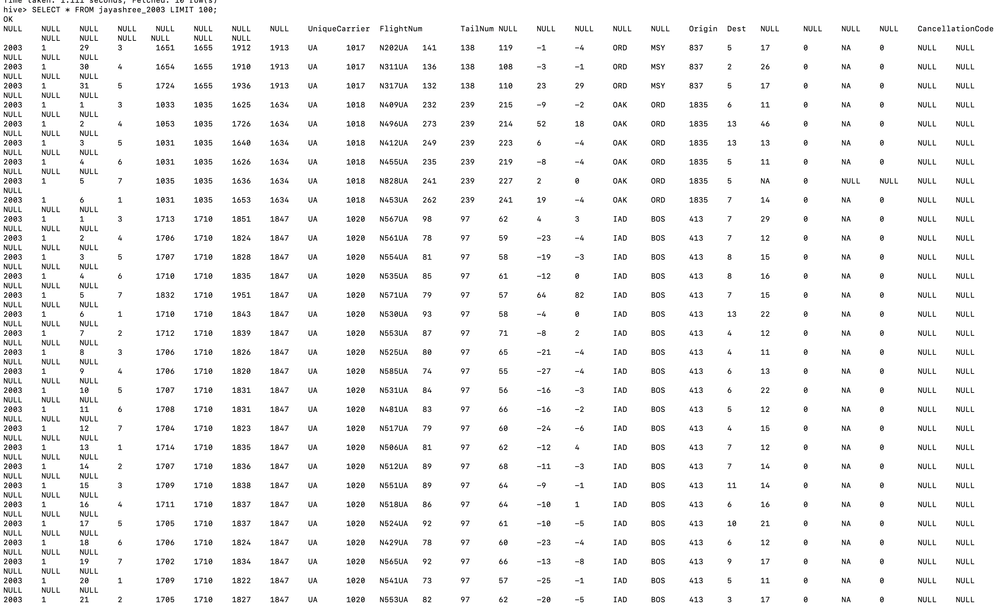 Time taken: 1.111 seconds, Fetched: 10 row(s)
hive> SELECT * FROM jayashree_2003 LIMIT 100;
OK
NULL NULL NULL NULL NULL NULL NULL NULL UniqueCarrier FlightNum TailNum NULL NULL NULL NULL NULL Origin Dest NULL NULL NULL NULL CancellationCode
NULL NULL NULL NULL NULL NULL
2003 1 29 3 1651 1655 1912 1913 UA 1017 N202UA 141 138 119 -1 -4 ORD MSY 837 5 17 0 NA 0 NULL NULL
NULL NULL NULL
2003 1 30 4 1654 1655 1910 1913 UA 1017 N311UA 136 138 108 -3 -1 ORD MSY 837 2 26 0 NA 0 NULL NULL
NULL NULL NULL
2003 1 31 5 1724 1655 1936 1913 UA 1017 N317UA 132 138 110 23 29 ORD MSY 837 5 17 0 NA 0 NULL NULL
NULL NULL NULL
2003 1 1 3 1033 1035 1625 1634 UA 1018 N409UA 232 239 215 -9 -2 OAK ORD 1835 6 11 0 NA 0 NULL NULL
NULL NULL NULL
2003 1 2 4 1053 1035 1726 1634 UA 1018 N496UA 273 239 214 52 18 OAK ORD 1835 13 46 0 NA 0 NULL NULL
NULL NULL NULL
2003 1 3 5 1031 1035 1640 1634 UA 1018 N412UA 249 239 223 6 -4 OAK ORD 1835 13 13 0 NA 0 NULL NULL
NULL NULL NULL
2003 1 4 6 1031 1035 1626 1634 UA 1018 N455UA 235 239 219 -8 -4 OAK ORD 1835 5 11 0 NA 0 NULL NULL
NULL NULL NULL
2003 1 5 7 1035 1035 1636 1634 UA 1018 N828UA 241 239 227 2 0 OAK ORD 1835 5 NA 0 NULL NULL NULL NULL
NULL
2003 1 6 1 1031 1035 1653 1634 UA 1018 N453UA 262 239 241 19 -4 OAK ORD 1835 7 14 0 NA 0 NULL NULL
NULL NULL NULL
2003 1 1 3 1713 1710 1851 1847 UA 1020 N567UA 98 97 62 4 3 IAD BOS 413 7 29 0 NA 0 NULL NULL
NULL NULL NULL
2003 1 2 4 1706 1710 1824 1847 UA 1020 N561UA 78 97 59 -23 -4 IAD BOS 413 7 12 0 NA 0 NULL NULL
NULL NULL NULL
2003 1 3 5 1707 1710 1828 1847 UA 1020 N554UA 81 97 58 -19 -3 IAD BOS 413 8 15 0 NA 0 NULL NULL
NULL NULL NULL
2003 1 4 6 1710 1710 1835 1847 UA 1020 N535UA 85 97 61 -12 0 IAD BOS 413 8 16 0 NA 0 NULL NULL
NULL NULL NULL
2003 1 5 7 1832 1710 1951 1847 UA 1020 N571UA 79 97 57 64 82 IAD BOS 413 7 15 0 NA 0 NULL NULL
NULL NULL NULL
2003 1 6 1 1710 1710 1843 1847 UA 1020 N530UA 93 97 58 -4 0 IAD BOS 413 13 22 0 NA 0 NULL NULL
NULL NULL NULL
2003 1 7 2 1712 1710 1839 1847 UA 1020 N553UA 87 97 71 -8 2 IAD BOS 413 4 12 0 NA 0 NULL NULL
NULL NULL NULL
2003 1 8 3 1706 1710 1826 1847 UA 1020 N525UA 80 97 65 -21 -4 IAD BOS 413 4 11 0 NA 0 NULL NULL
NULL NULL NULL
2003 1 9 4 1706 1710 1820 1847 UA 1020 N585UA 74 97 55 -27 -4 IAD BOS 413 6 13 0 NA 0 NULL NULL
NULL NULL NULL
2003 1 10 5 1707 1710 1831 1847 UA 1020 N531UA 84 97 56 -16 -3 IAD BOS 413 6 22 0 NA 0 NULL NULL
NULL NULL NULL
2003 1 11 6 1708 1710 1831 1847 UA 1020 N481UA 83 97 66 -16 -2 IAD BOS 413 5 12 0 NA 0 NULL NULL
NULL NULL NULL
2003 1 12 7 1704 1710 1823 1847 UA 1020 N517UA 79 97 60 -24 -6 IAD BOS 413 4 15 0 NA 0 NULL NULL
NULL NULL NULL
2003 1 13 1 1714 1710 1835 1847 UA 1020 N506UA 81 97 62 -12 4 IAD BOS 413 7 12 0 NA 0 NULL NULL
NULL NULL NULL
2003 1 14 2 1707 1710 1836 1847 UA 1020 N512UA 89 97 68 -11 -3 IAD BOS 413 7 14 0 NA 0 NULL NULL
NULL NULL NULL
2003 1 15 3 1709 1710 1838 1847 UA 1020 N551UA 89 97 64 -9 -1 IAD BOS 413 11 14 0 NA 0 NULL NULL
NULL NULL NULL
2003 1 16 4 1711 1710 1837 1847 UA 1020 N518UA 86 97 64 -10 1 IAD BOS 413 6 16 0 NA 0 NULL NULL
NULL NULL NULL
2003 1 17 5 1705 1710 1837 1847 UA 1020 N524UA 92 97 61 -10 -5 IAD BOS 413 10 21 0 NA 0 NULL NULL
NULL NULL NULL
2003 1 18 6 1706 1710 1824 1847 UA 1020 N429UA 78 97 60 -23 -4 IAD BOS 413 6 12 0 NA 0 NULL NULL
NULL NULL NULL
2003 1 19 7 1702 1710 1834 1847 UA 1020 N565UA 92 97 66 -13 -8 IAD BOS 413 9 17 0 NA 0 NULL NULL
NULL NULL NULL
2003 1 20 1 1709 1710 1822 1847 UA 1020 N541UA 73 97 57 -25 -1 IAD BOS 413 5 11 0 NA 0 NULL NULL
NULL NULL NULL
2003 1 21 2 1705 1710 1827 1847 UA 1020 N553UA 82 97 62 -20 -5 IAD BOS 413 3 17 0 NA 0 NULL NULL